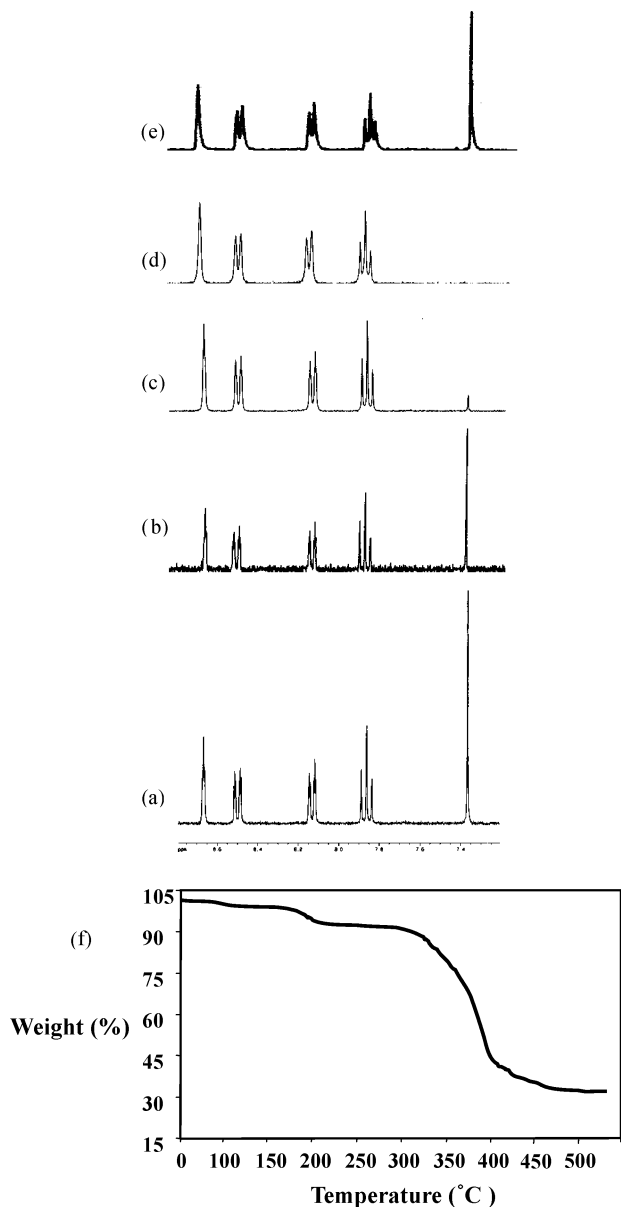 (e)
(d)
(c)
(b)
(a)
ppm 8.6 8.4 8.2 8.0 7.8 7.6 7.4
(f)
105
90
75
60
45
30
15
Weight (%)
0 100 150 200 250 300 350 400 450 500
Temperature (˚C )